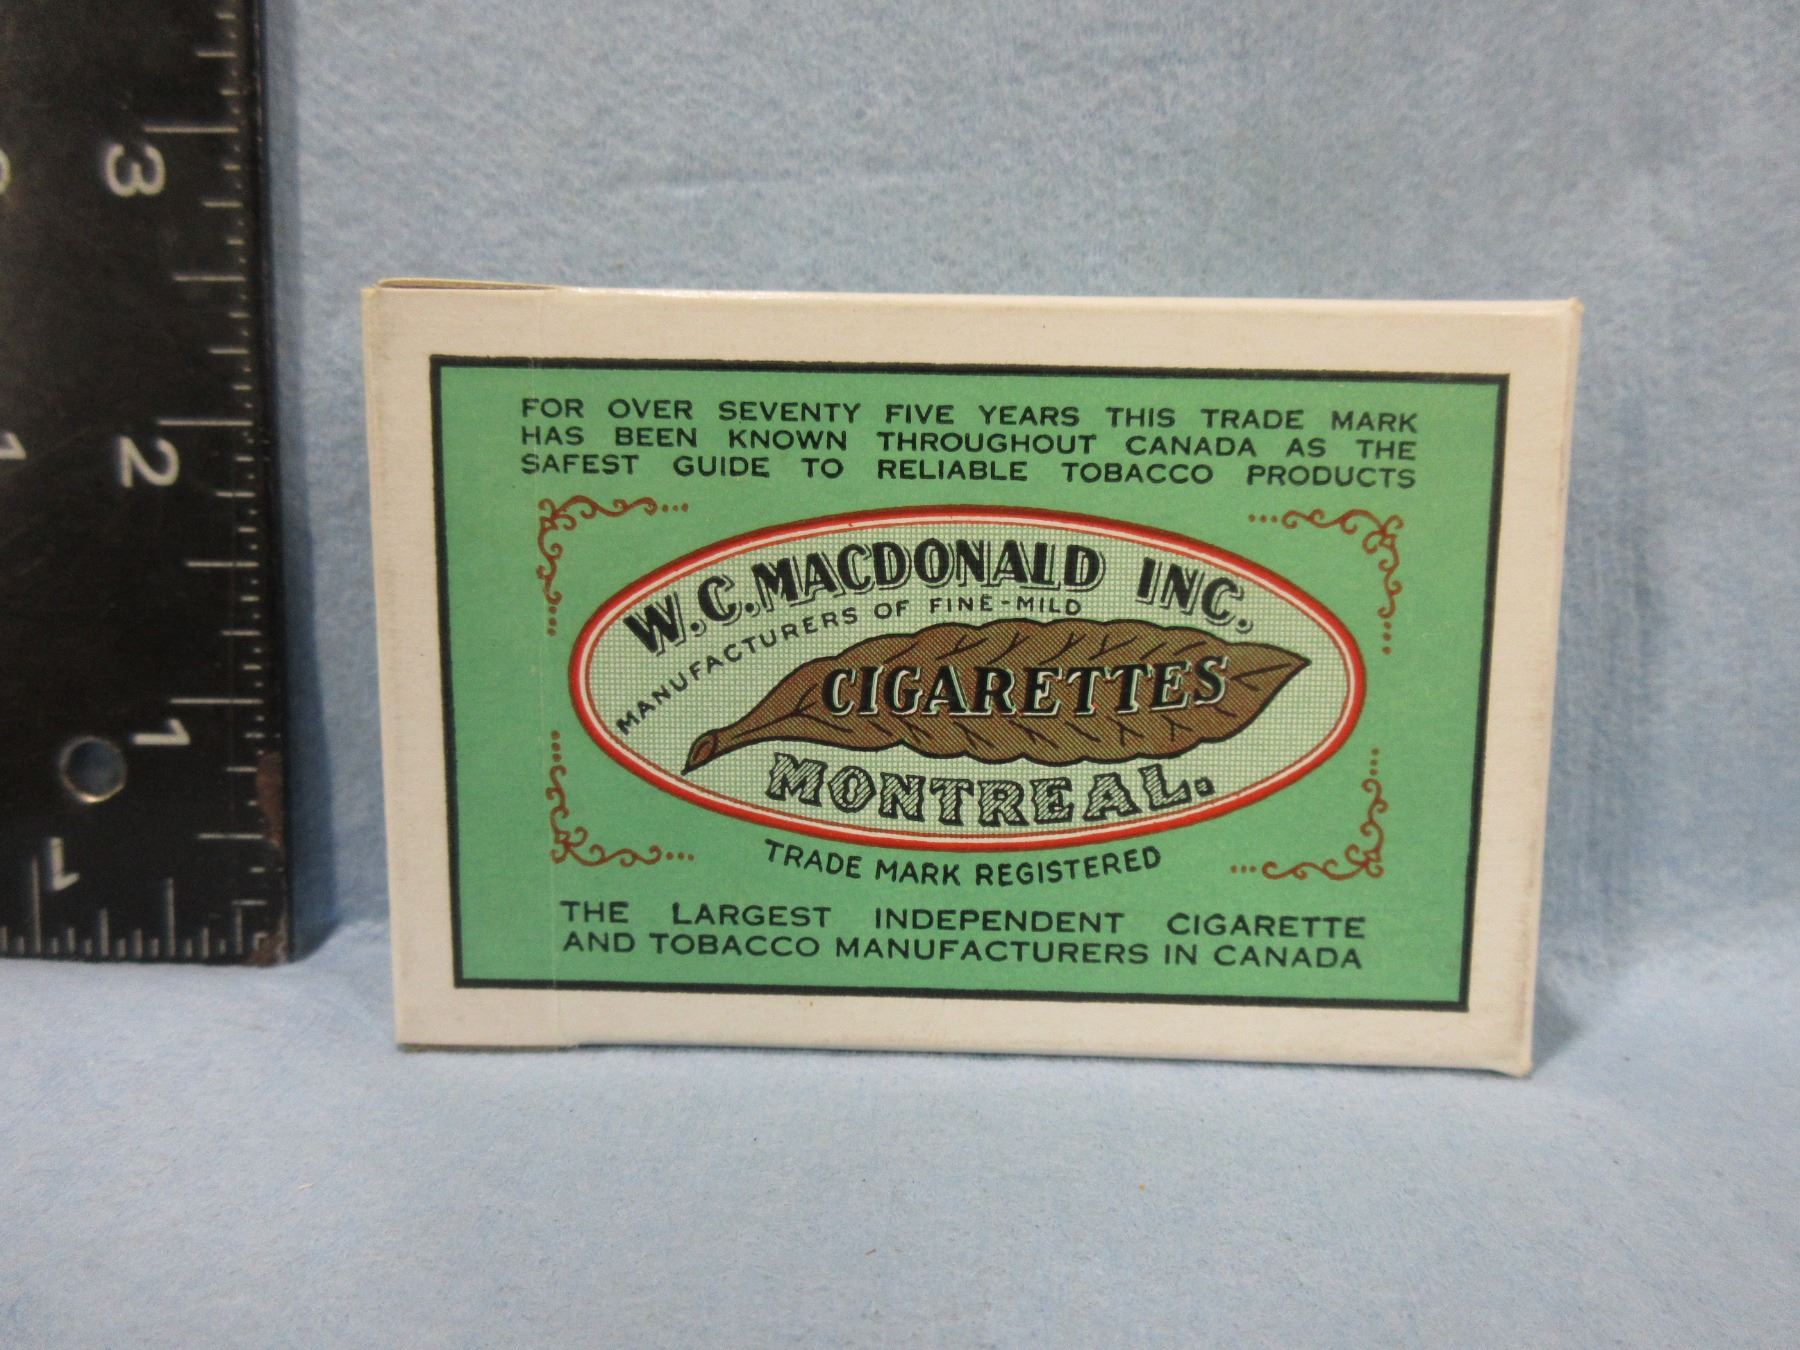 3
2
1
1
1
FOR OVER SEVENTY FIVE YEARS THIS TRADE MARK
HAS BEEN KNOWN THROUGHOUT CANADA AS THE
SAFEST GUIDE TO RELIABLE TOBACCO PRODUCTS
W.C. MACDONALD INC.
MANUFACTURERS OF FINE-MILD
CIGARETTES
MONTREAL.
TRADE MARK REGISTERED
THE LARGEST INDEPENDENT CIGARETTE
AND TOBACCO MANUFACTURERS IN CANADA